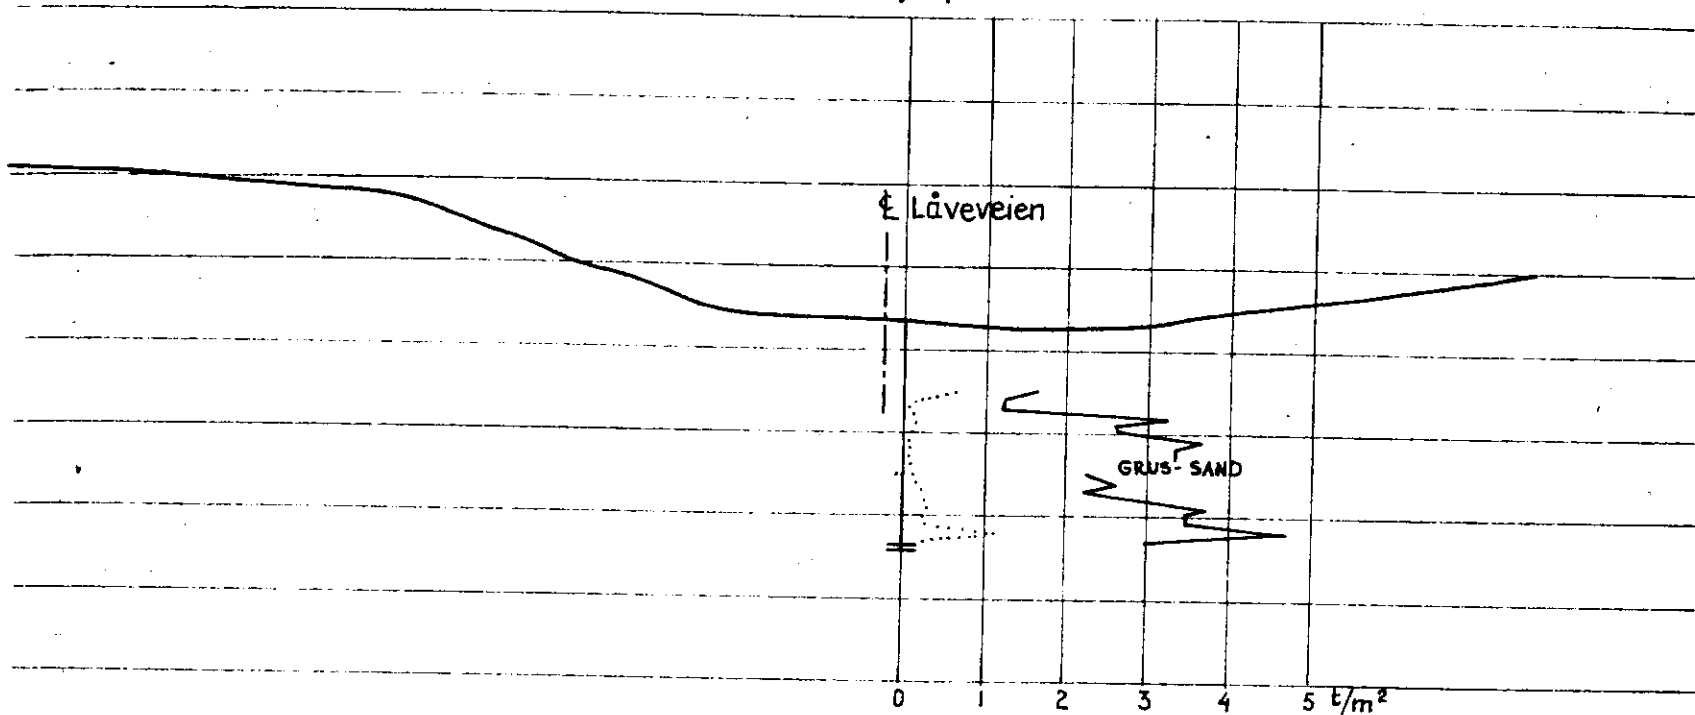 ℄ Låveveien
GRUS-SAND
0 1 2 3 4 5 t/m²